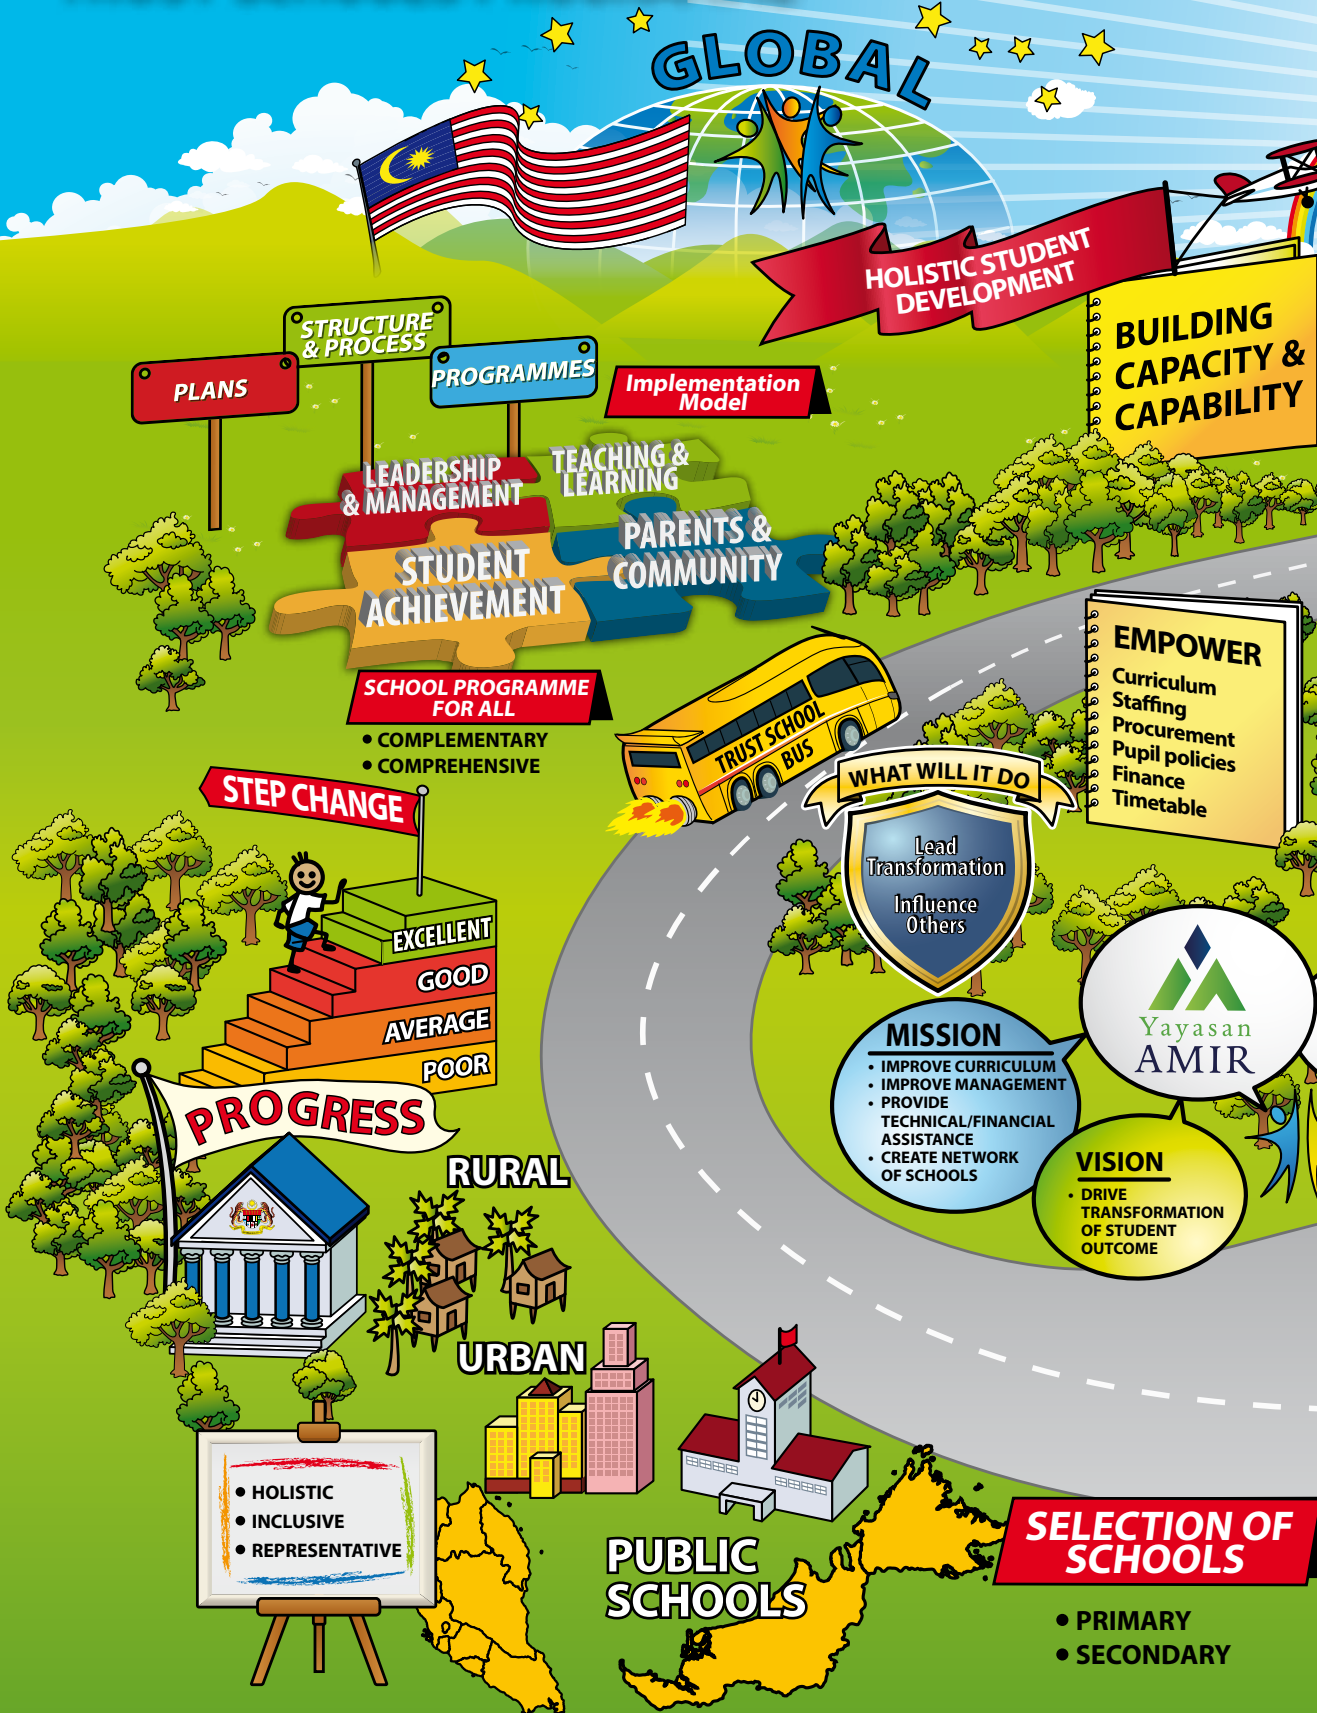 GLOBAL
HOLISTIC STUDENT
DEVELOPMENT
BUILDING
CAPACITY &
CAPABILITY
STRUCTURE
& PROCESS
PLANS
PROGRAMMES
Implementation
Model
LEADERSHIP
& MANAGEMENT
TEACHING &
LEARNING
STUDENT
ACHIEVEMENT
PARENTS &
COMMUNITY
SCHOOL PROGRAMME
FOR ALL
• COMPLEMENTARY
• COMPREHENSIVE
TRUST SCHOOL
BUS
EMPOWER
Curriculum
Staffing
Procurement
Pupil policies
Finance
Timetable
WHAT WILL IT DO
Lead
Transformation
Influence
Others
STEP CHANGE
EXCELLENT
GOOD
AVERAGE
POOR
PROGRESS
Yayasan
AMIR
MISSION
• IMPROVE CURRICULUM
• IMPROVE MANAGEMENT
• PROVIDE
TECHNICAL/FINANCIAL
ASSISTANCE
• CREATE NETWORK
OF SCHOOLS
VISION
• DRIVE
TRANSFORMATION
OF STUDENT
OUTCOME
RURAL
URBAN
• HOLISTIC
• INCLUSIVE
• REPRESENTATIVE
PUBLIC
SCHOOLS
SELECTION OF
SCHOOLS
• PRIMARY
• SECONDARY